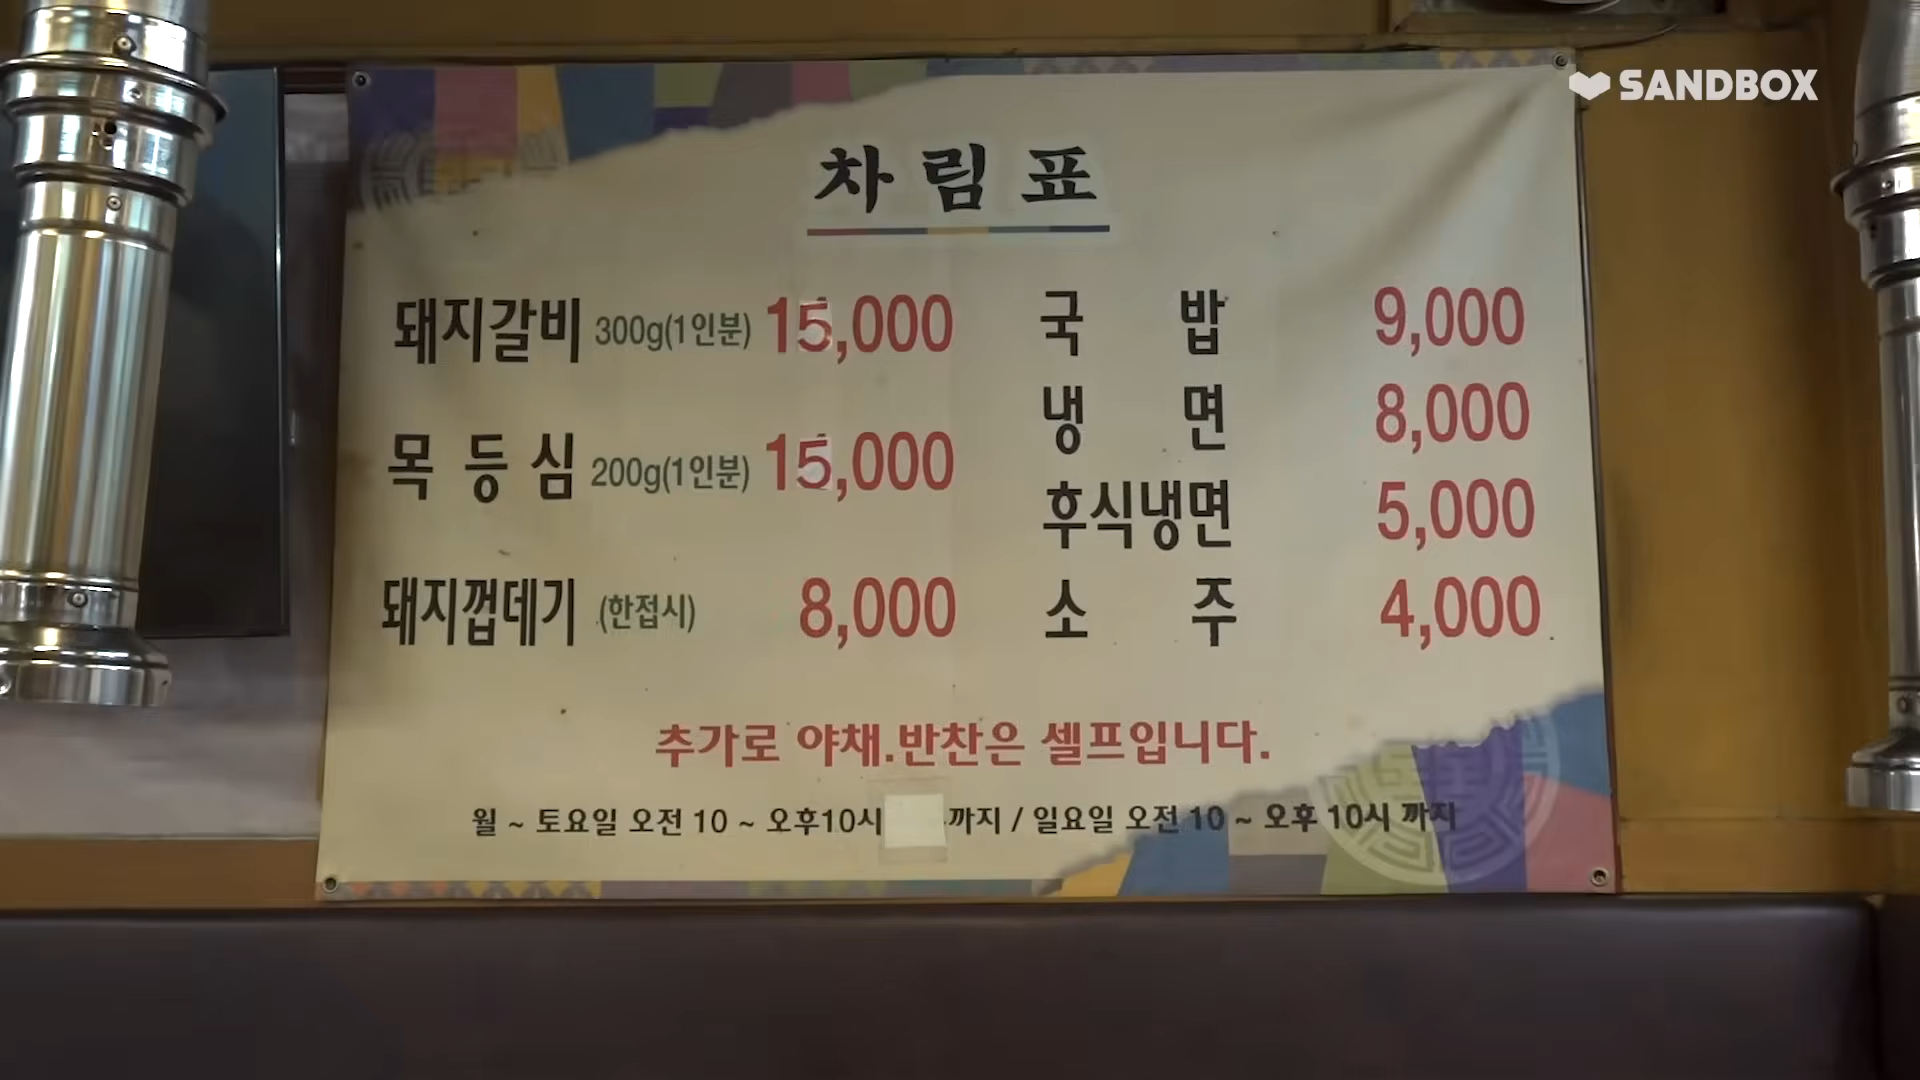 SANDBOX
차림표
돼지갈비 300g(1인분) 15,000
목등심 200g(1인분) 15,000
돼지껍데기 (한접시) 8,000
국밥 9,000
냉면 8,000
후식냉면 5,000
소주 4,000
추가로 야채.반찬은 셀프입니다.
월 ~ 토요일 오전 10 ~ 오후10시 까지 / 일요일 오전 10 ~ 오후 10시 까지